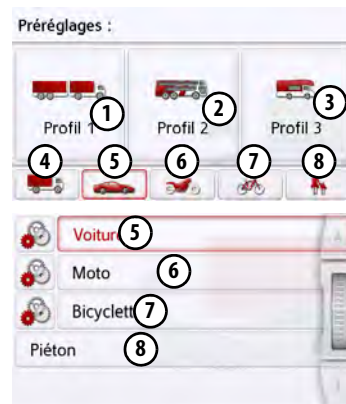 Préréglages :
1 2 3
Profil 1 Profil 2 Profil 3
4 5 6 7 8
Voiture 5
Moto 6
Bicyclett 7
Piéton 8